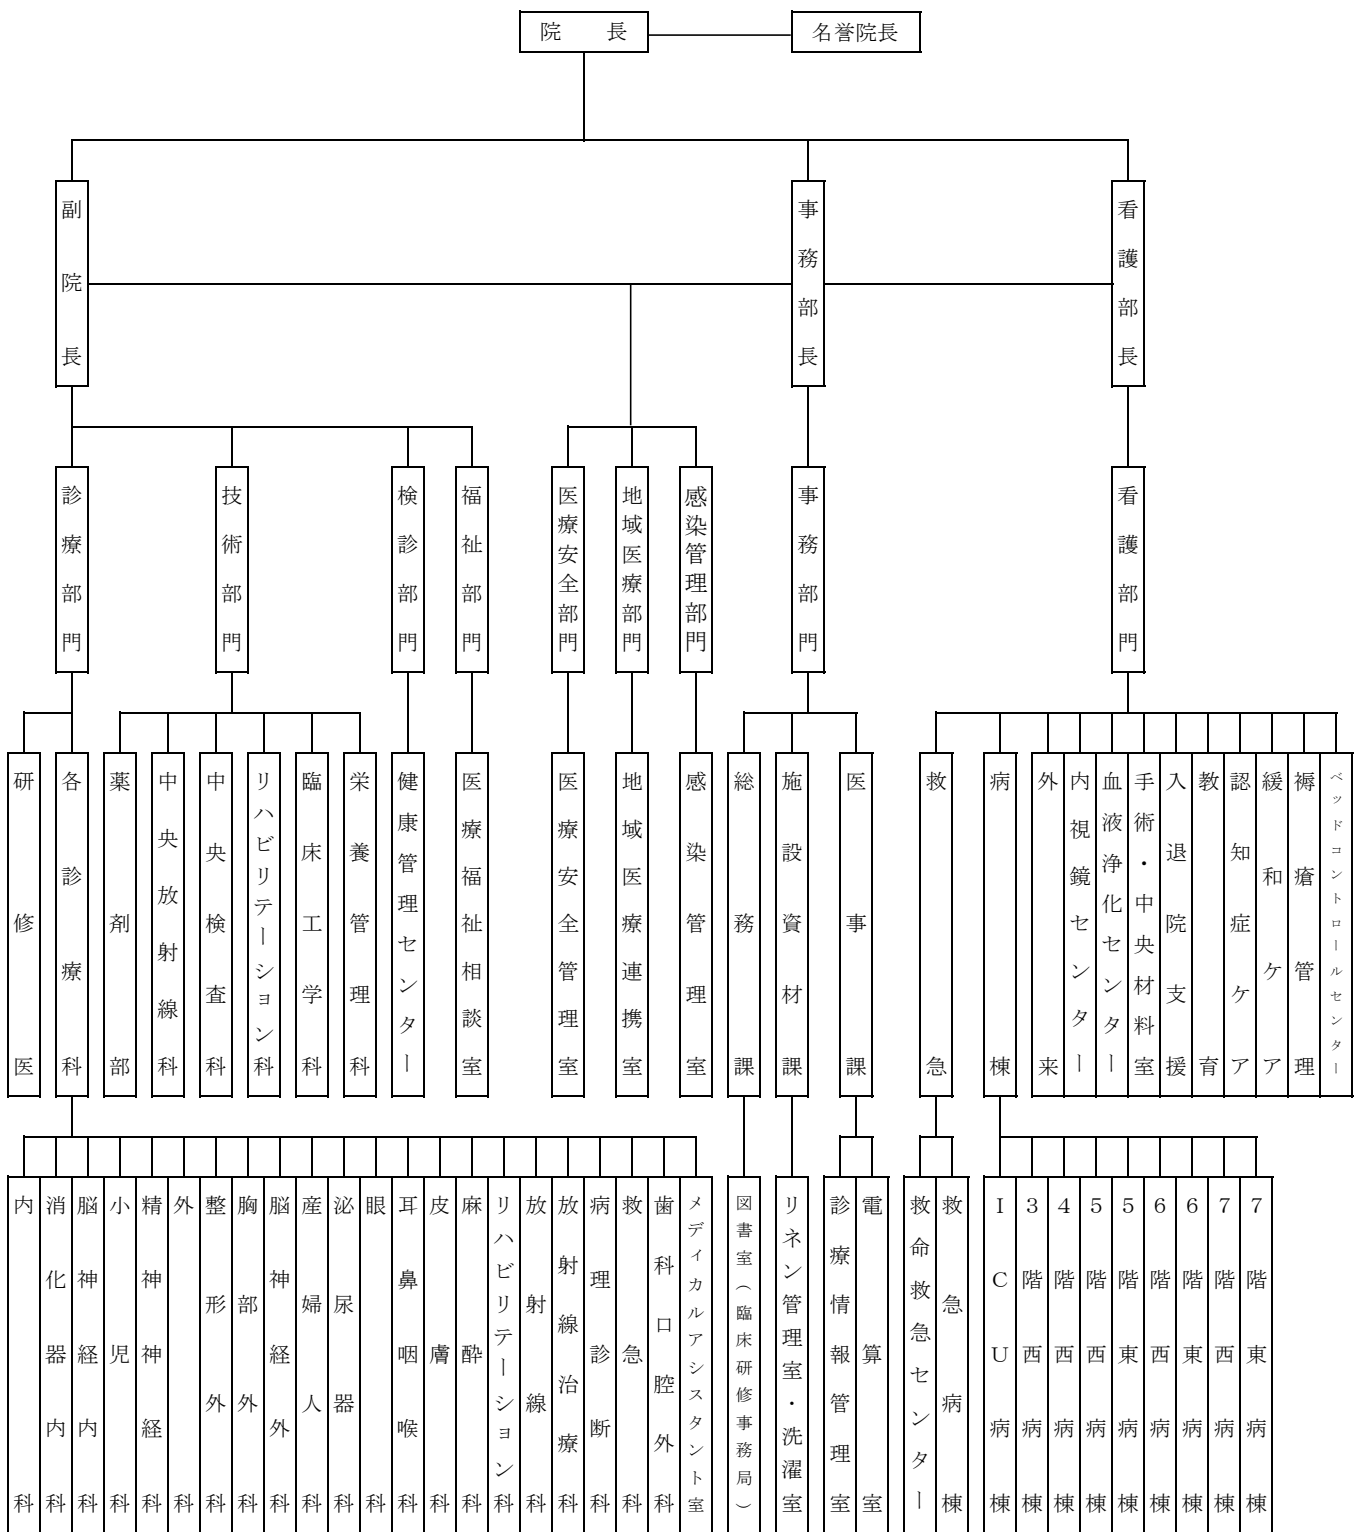 院　長
名誉院長
副院長
事務部長
看護部長
診療部門
技術部門
検診部門
福祉部門
医療安全部門
地域医療部門
感染管理部門
事務部門
看護部門
研修医
各診療科
薬剤部
中央放射線科
中央検査科
リハビリテーション科
臨床工学科
栄養管理科
健康管理センター
医療福祉相談室
医療安全管理室
地域医療連携室
感染管理室
総務課
施設資材課
医事課
救急
病棟
外来
内視鏡センター
血液浄化センター
手術・中央材料室
入退院支援
教育
認知症ケア
緩和ケア
褥瘡管理
ベッドコントロールセンター
内科
消化器内科
脳神経内科
小児科
精神神経科
外科
整形外科
胸部外科
脳神経外科
産婦人科
泌尿器科
眼科
耳鼻咽喉科
皮膚科
麻酔科
リハビリテーション科
放射線科
放射線治療科
病理診断科
救急科
歯科口腔外科
メディカルアシスタント室
図書室（臨床研修事務局）
リネン管理室・洗濯室
診療情報管理室
電算室
救命救急センター
救急病棟
ＩＣＵ病棟
３階西病棟
４階西病棟
５階西病棟
５階東病棟
６階西病棟
６階東病棟
７階西病棟
７階東病棟